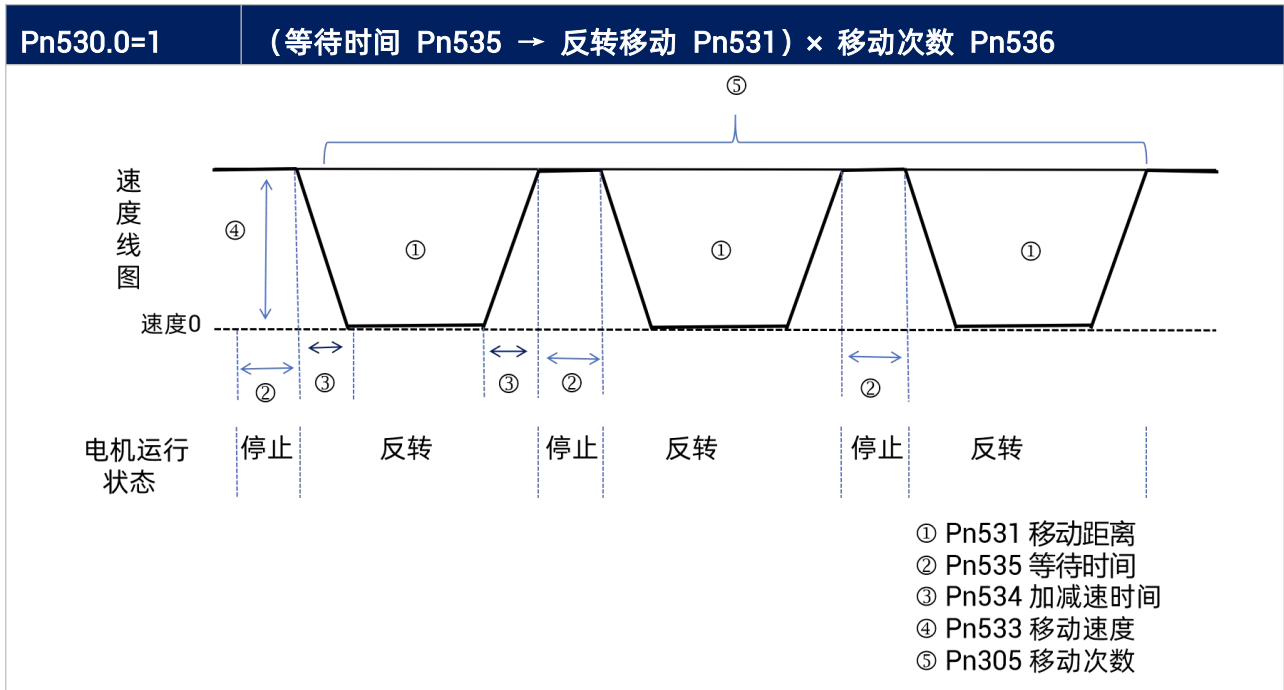 Pn530.0=1
（等待时间 Pn535 → 反转移动 Pn531）× 移动次数 Pn536
⑤
速度线图
④
①
①
①
速度0
②
③
③
②
②
电机运行
状态
停止
反转
停止
反转
停止
反转
① Pn531 移动距离
② Pn535 等待时间
③ Pn534 加减速时间
④ Pn533 移动速度
⑤ Pn305 移动次数